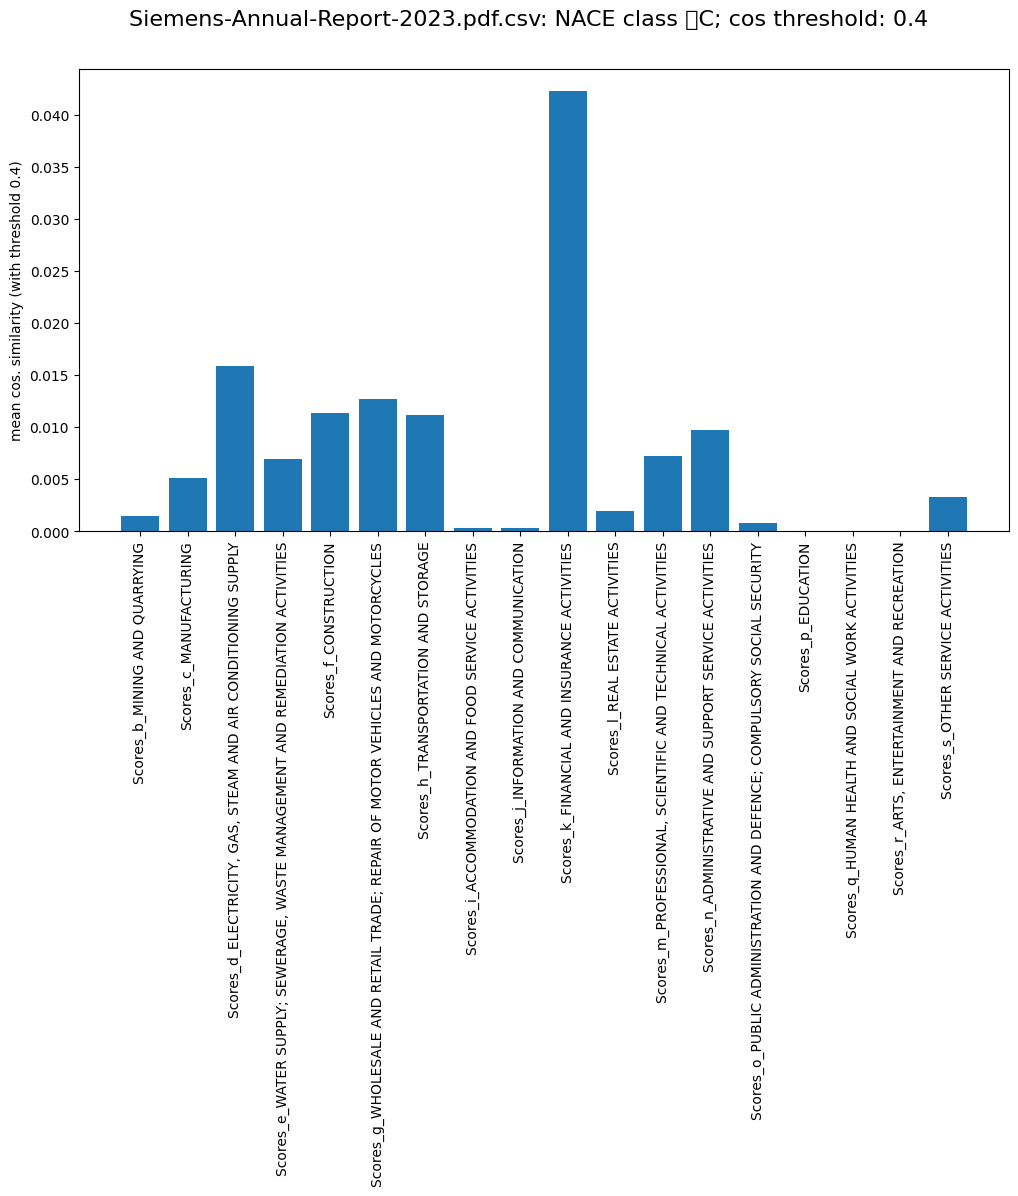 Siemens-Annual-Report-2023.pdf.csv: NACE class C; cos threshold: 0.4
mean cos. similarity (with threshold 0.4)
0.040
0.035
0.030
0.025
0.020
0.015
0.010
0.005
0.000
Scores_b_MINING AND QUARRYING
Scores_c_MANUFACTURING
Scores_d_ELECTRICITY, GAS, STEAM AND AIR CONDITIONING SUPPLY
Scores_e_WATER SUPPLY; SEWERAGE, WASTE MANAGEMENT AND REMEDIATION ACTIVITIES
Scores_f_CONSTRUCTION
Scores_g_WHOLESALE AND RETAIL TRADE; REPAIR OF MOTOR VEHICLES AND MOTORCYCLES
Scores_h_TRANSPORTATION AND STORAGE
Scores_i_ACCOMMODATION AND FOOD SERVICE ACTIVITIES
Scores_j_INFORMATION AND COMMUNICATION
Scores_k_FINANCIAL AND INSURANCE ACTIVITIES
Scores_l_REAL ESTATE ACTIVITIES
Scores_m_PROFESSIONAL, SCIENTIFIC AND TECHNICAL ACTIVITIES
Scores_n_ADMINISTRATIVE AND SUPPORT SERVICE ACTIVITIES
Scores_o_PUBLIC ADMINISTRATION AND DEFENCE; COMPULSORY SOCIAL SECURITY
Scores_p_EDUCATION
Scores_q_HUMAN HEALTH AND SOCIAL WORK ACTIVITIES
Scores_r_ARTS, ENTERTAINMENT AND RECREATION
Scores_s_OTHER SERVICE ACTIVITIES